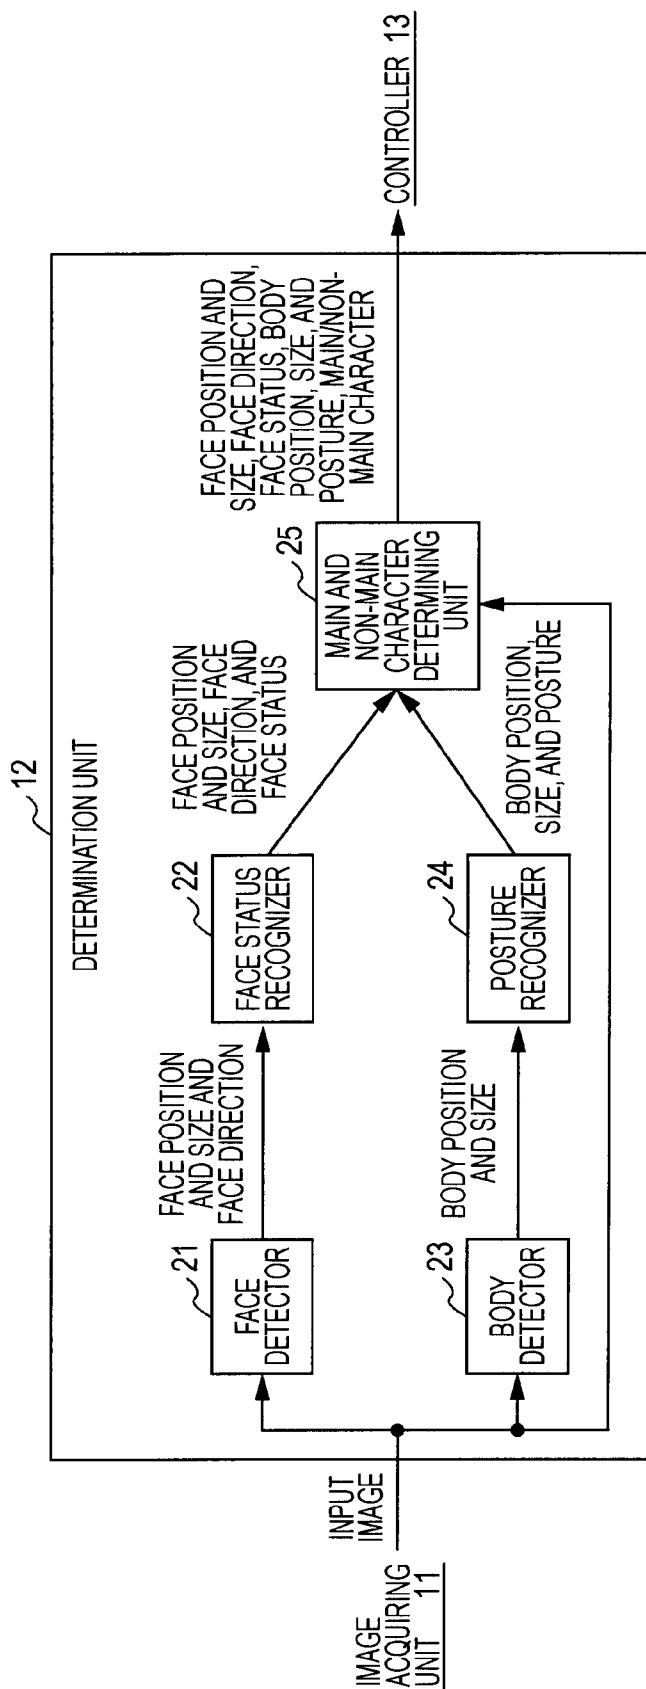 12
DETERMINATION UNIT
IMAGE
ACQUIRING
UNIT 11
INPUT
IMAGE
21
FACE
DETECTOR
FACE POSITION
AND SIZE AND
FACE DIRECTION
22
FACE STATUS
RECOGNIZER
FACE POSITION
AND SIZE, FACE
DIRECTION, AND
FACE STATUS
23
BODY
DETECTOR
BODY POSITION
AND SIZE
24
POSTURE
RECOGNIZER
BODY POSITION,
SIZE, AND POSTURE
25
MAIN AND
NON-MAIN
CHARACTER
DETERMINING
UNIT
FACE POSITION AND
SIZE, FACE DIRECTION,
FACE STATUS, BODY
POSITION, SIZE, AND
POSTURE, MAIN/NON-
MAIN CHARACTER
CONTROLLER 13